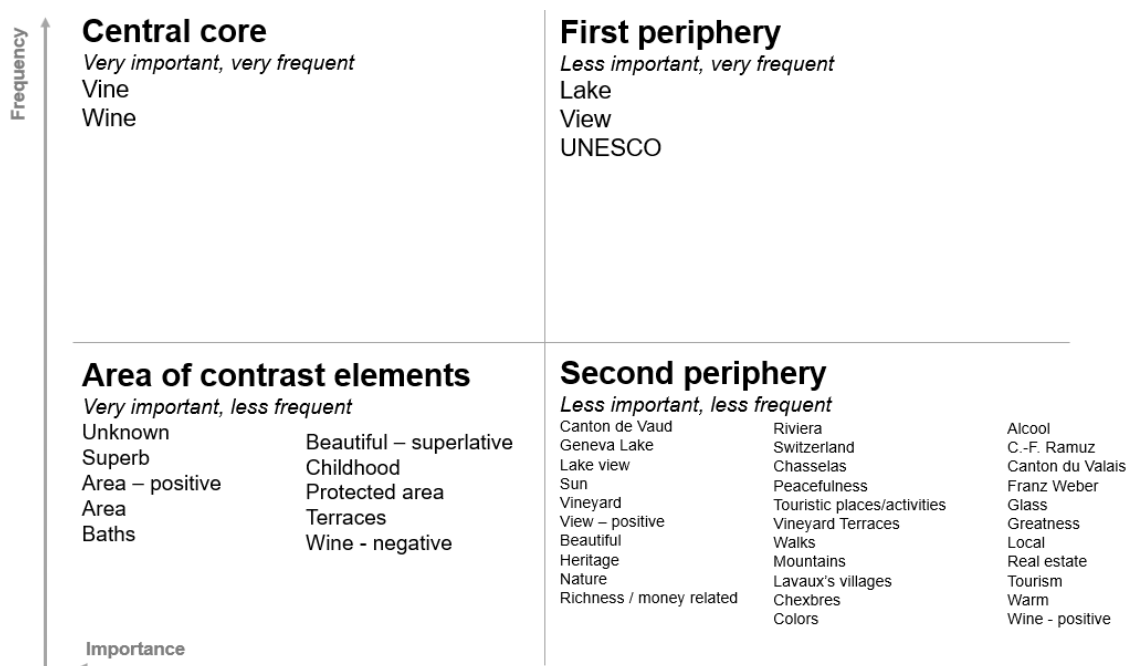 Frequency
Central core
Very important, very frequent
Vine
Wine
First periphery
Less important, very frequent
Lake
View
UNESCO
Area of contrast elements
Very important, less frequent
Unknown
Superb
Area – positive
Area
Baths
Beautiful – superlative
Childhood
Protected area
Terraces
Wine - negative
Second periphery
Less important, less frequent
Canton de Vaud
Geneva Lake
Lake view
Sun
Vineyard
View – positive
Beautiful
Heritage
Nature
Richness / money related
Riviera
Switzerland
Chasselas
Peacefulness
Touristic places/activities
Vineyard Terraces
Walks
Mountains
Lavaux’s villages
Chexbres
Colors
Alcool
C.-F. Ramuz
Canton du Valais
Franz Weber
Glass
Greatness
Local
Real estate
Tourism
Warm
Wine - positive
Importance